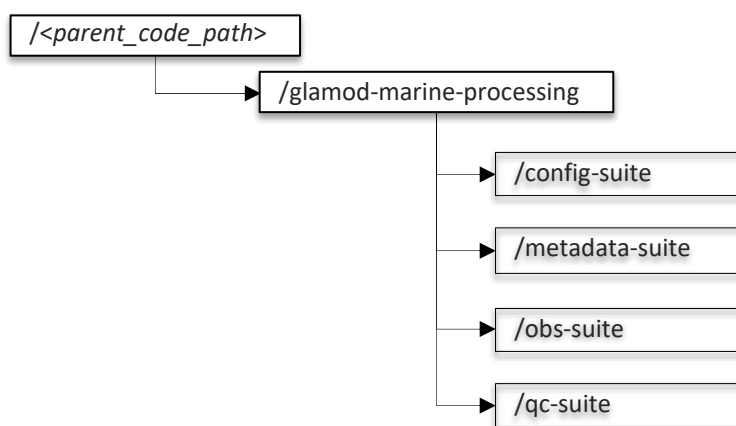 /<parent_code_path>
/glamod-marine-processing
/config-suite
/metadata-suite
/obs-suite
/qc-suite